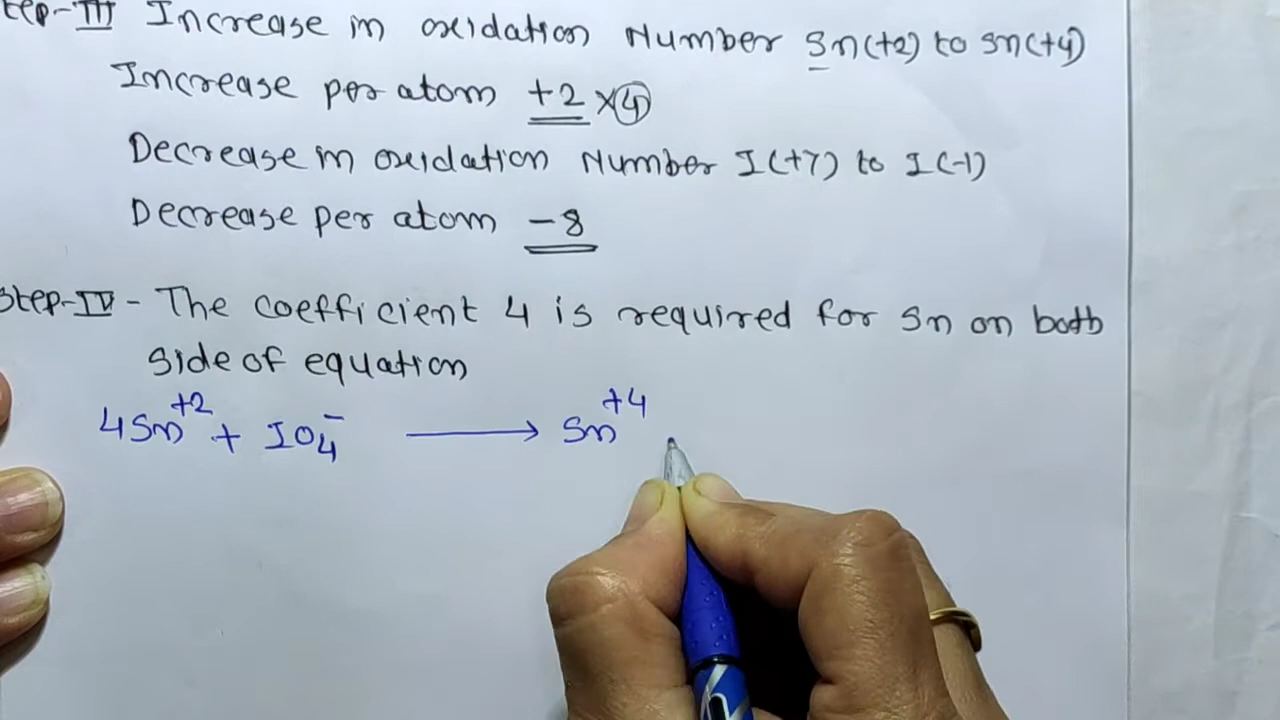 tep-III Increase in oxidation Number Sn(+2) to Sn(+4)
Increase per atom +2 ×4
Decrease in oxidation Number I(+7) to I(-1)
Decrease per atom -8
Step-IV - The coefficient 4 is required for Sn on both
side of equation
4Sn⁺² + IO₄⁻ ⟶ Sn⁺⁴